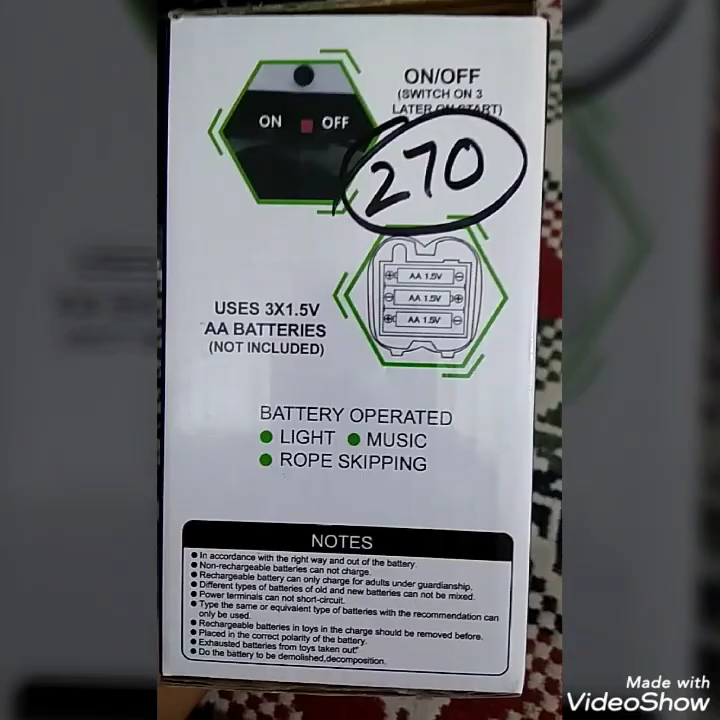 ON/OFF
(SWITCH ON 3
LATER ON START)
ON OFF
270
AA 1.5V
AA 1.5V
AA 1.5V
USES 3X1.5V
AA BATTERIES
(NOT INCLUDED)
BATTERY OPERATED
LIGHT MUSIC
ROPE SKIPPING
NOTES
In accordance with the right way and out of the battery.
Non-rechargeable batteries can not charge.
Rechargeable battery can only charge for adults under guardianship.
Different types of batteries of old and new batteries can not be mixed.
Power terminals can not short-circuit.
Type the same or equivalent type of batteries with the recommendation can
only be used.
Rechargeable batteries in toys in the charge should be removed before.
Placed in the correct polarity of the battery.
Exhausted batteries from toys taken out"
Do the battery to be demolished,decomposition.
Made with
VideoShow